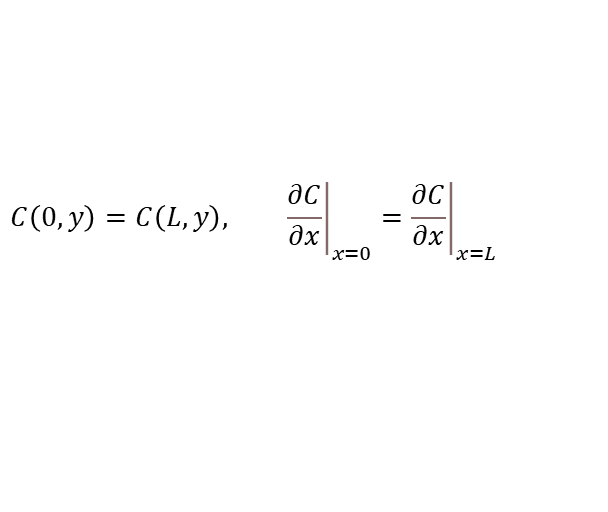 C(0, y) = C(L, y), ∂C/∂x|x=0 = ∂C/∂x|x=L